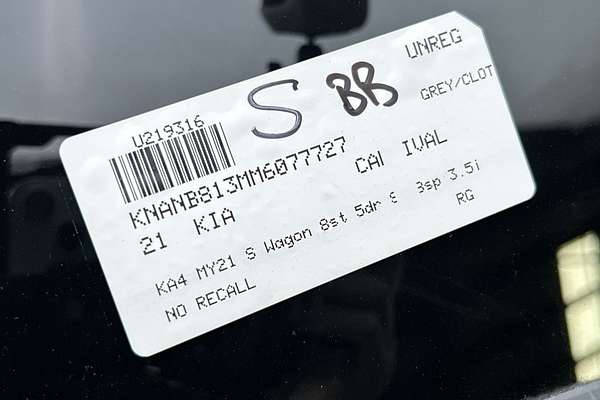 UNREG
U219316
S BB
GREY/CLOT
KNANB813MM6077727
21 KIA CAI IVAL
KA4 MY21 S Wagon 8st 5dr 8sp 3.5i
NO RECALL RG